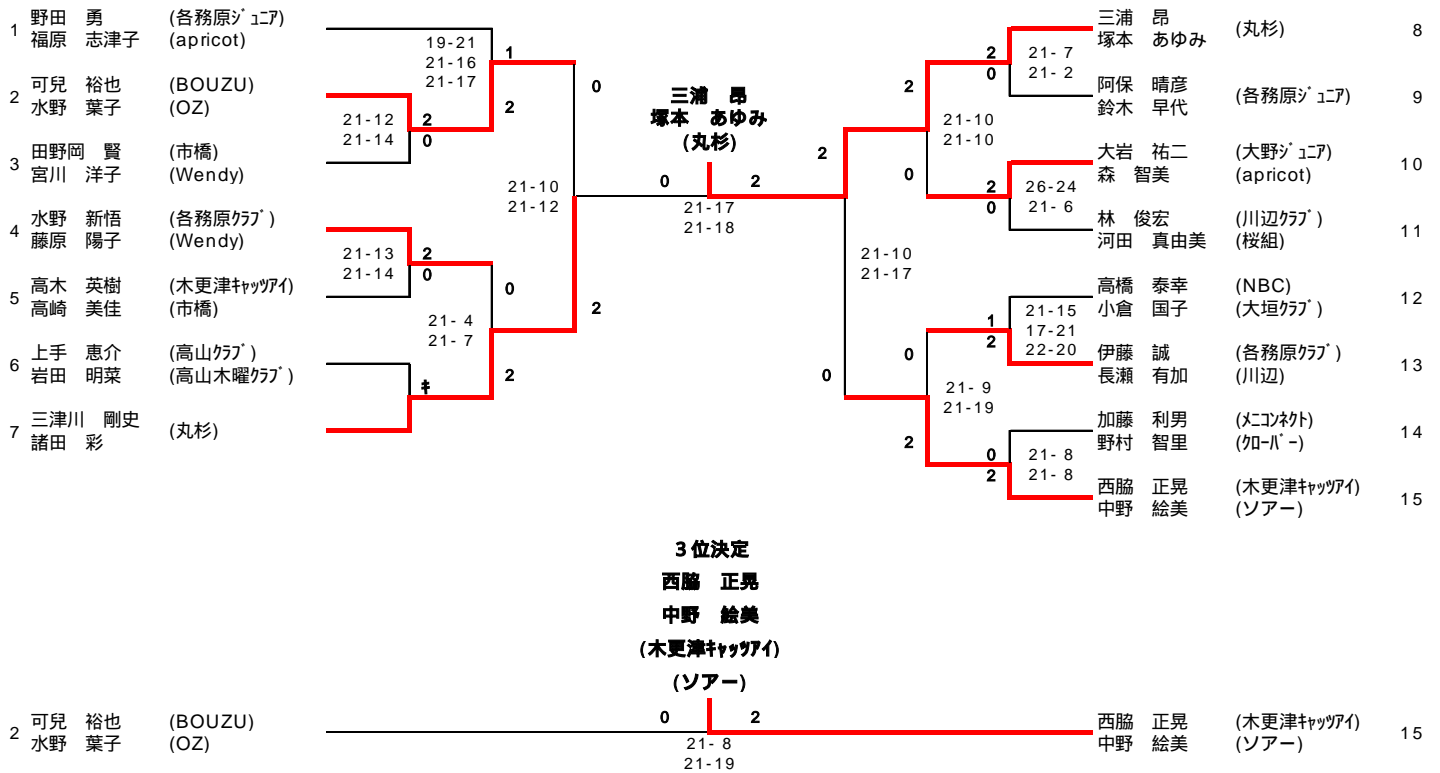 1 野田 勇 (各務原ｼﾞｭﾆｱ)
福原 志津子 (apricot)
2 可兒 裕也 (BOUZU)
水野 葉子 (OZ)
3 田野岡 賢 (市橋)
宮川 洋子 (Wendy)
4 水野 新悟 (各務原ｸﾗﾌﾞ)
藤原 陽子 (Wendy)
5 高木 英樹 (木更津ｷｬｯﾂｱｲ)
高崎 美佳 (市橋)
6 上手 恵介 (高山ｸﾗﾌﾞ)
岩田 明菜 (高山木曜ｸﾗﾌﾞ)
7 三津川 剛史 (丸杉)
諸田 彩
19-21
21-16
21-17
1
2
21-12
21-14
2
0
21-13
21-14
2
0
21- 4
21- 7
0
2
ｷ
21-10
21-12
0
2
三浦 昂
塚本 あゆみ
(丸杉)
0 2
21-17
21-18
三浦 昂 (丸杉) 8
塚本 あゆみ
阿保 晴彦 (各務原ｼﾞｭﾆｱ) 9
鈴木 早代
大岩 祐二 (大野ｼﾞｭﾆｱ) 10
森 智美 (apricot)
林 俊宏 (川辺ｸﾗﾌﾞ) 11
河田 真由美 (桜組)
高橋 泰幸 (NBC) 12
小倉 国子 (大垣ｸﾗﾌﾞ)
伊藤 誠 (各務原ｸﾗﾌﾞ) 13
長瀬 有加 (川辺)
加藤 利男 (ﾒﾆｺﾝﾈｸﾄ) 14
野村 智里 (ｸﾛｰﾊﾞｰ)
西脇 正晃 (木更津ｷｬｯﾂｱｲ) 15
中野 絵美 (ソアー)
2
0
21- 7
21- 2
2
0
21-10
21-10
2
0
26-24
21- 6
2
0
21-10
21-17
1
2
21-15
17-21
22-20
0
2
21- 9
21-19
0
2
21- 8
21- 8
3位決定
西脇 正晃
中野 絵美
(木更津ｷｬｯﾂｱｲ)
(ソアー)
2 可兒 裕也 (BOUZU)
水野 葉子 (OZ)
0 2
21- 8
21-19
西脇 正晃 (木更津ｷｬｯﾂｱｲ) 15
中野 絵美 (ソアー)